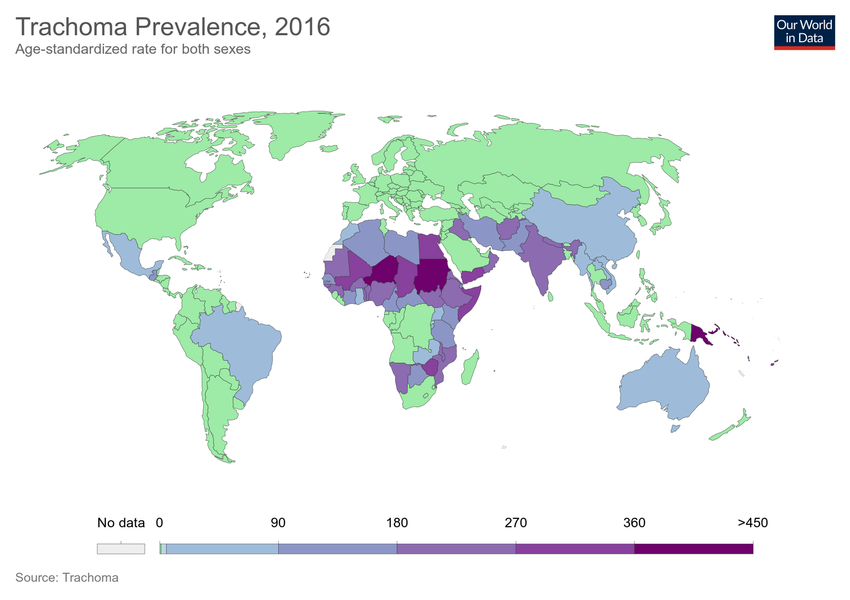 Trachoma Prevalence, 2016
Age-standardized rate for both sexes
Our World
in Data
No data 0 90 180 270 360 >450
Source: Trachoma